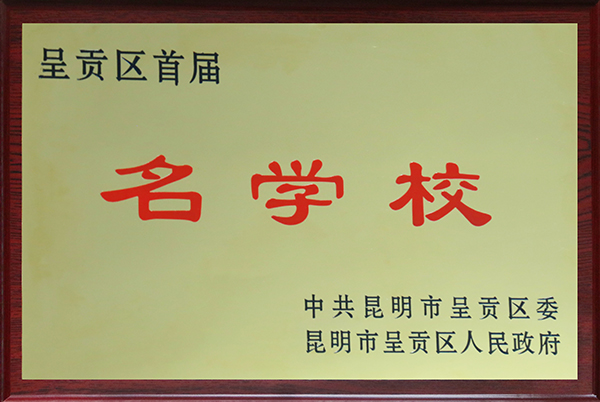 呈贡区首届
名学校
中共昆明市呈贡区委
昆明市呈贡区人民政府